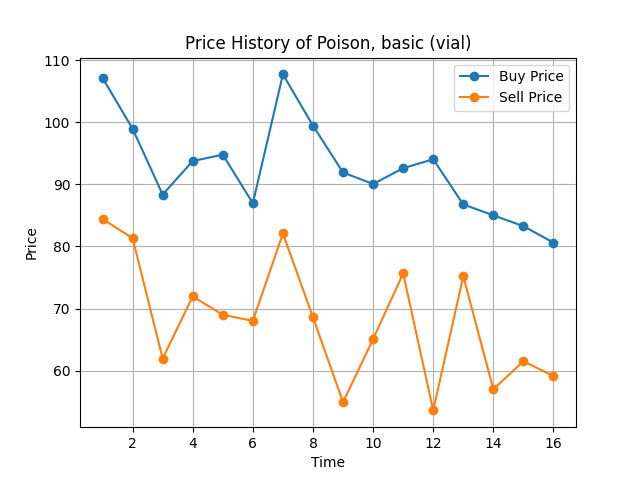 Price History of Poison, basic (vial)
Buy Price
Sell Price
110
100
90
80
70
60
Price
2 4 6 8 10 12 14 16
Time